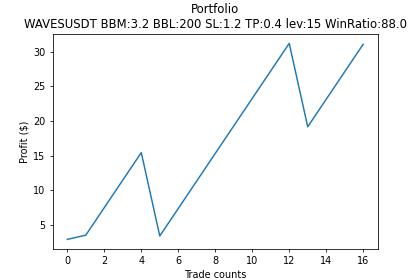 Portfolio
WAVESUSDT BBM:3.2 BBL:200 SL:1.2 TP:0.4 lev:15 WinRatio:88.0
30
25
20
15
10
5
Profit ($)
0 2 4 6 8 10 12 14 16
Trade counts